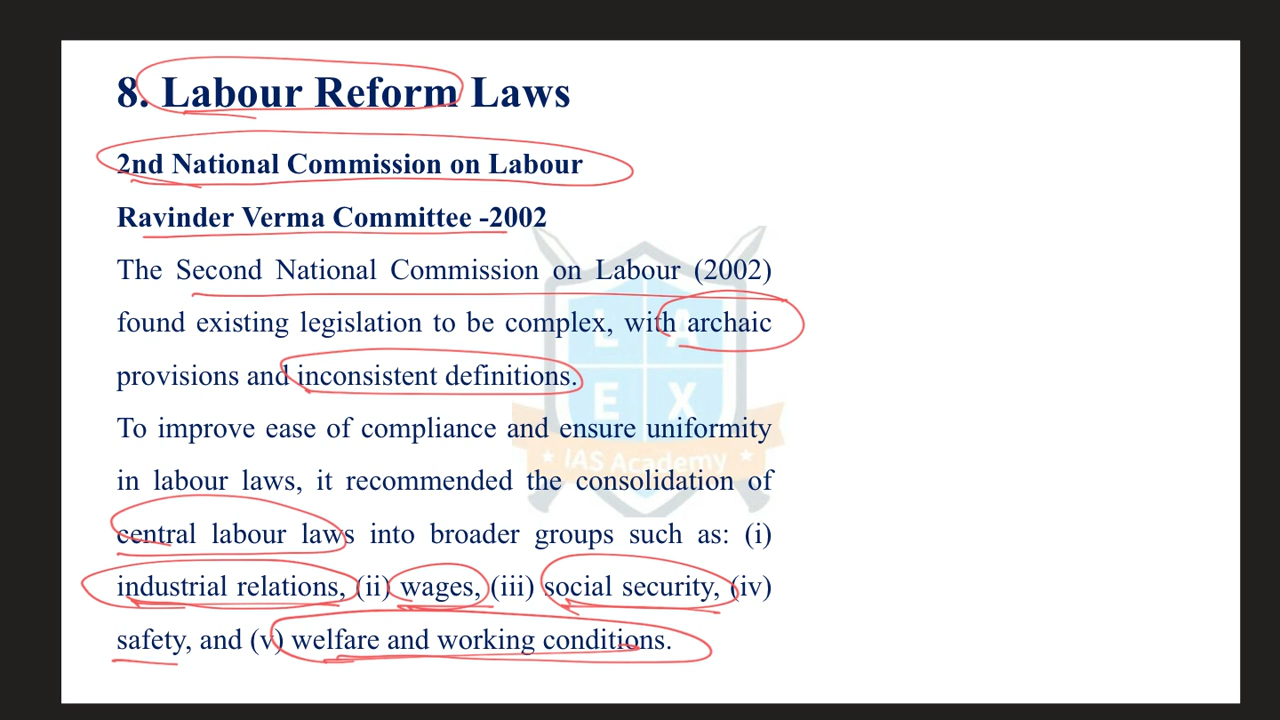 8. Labour Reform Laws
2nd National Commission on Labour
Ravinder Verma Committee -2002
The Second National Commission on Labour (2002)
found existing legislation to be complex, with archaic
provisions and inconsistent definitions.
To improve ease of compliance and ensure uniformity
in labour laws, it recommended the consolidation of
central labour laws into broader groups such as: (i)
industrial relations, (ii) wages, (iii) social security, (iv)
safety, and (v) welfare and working conditions.
L A
E X
IAS Academy